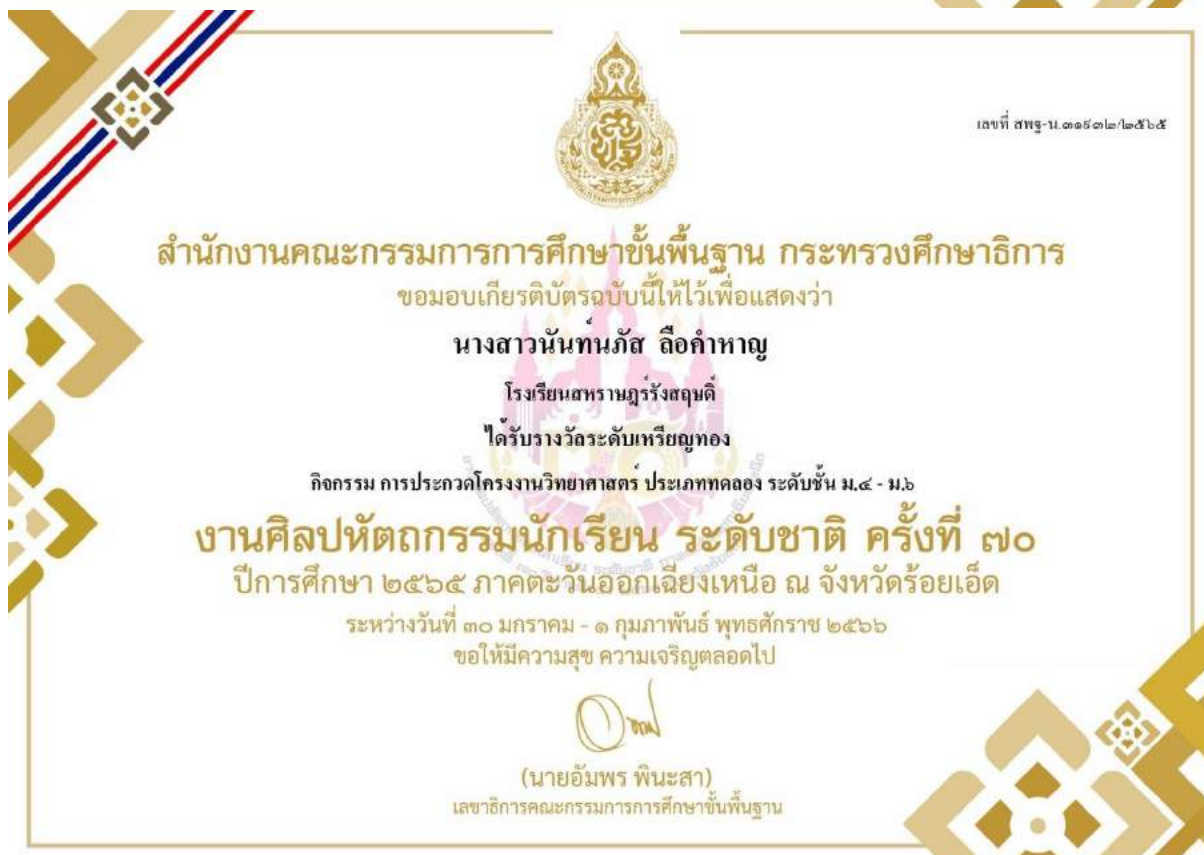 เลขที่ สพฐ-น.๓๑๙๓๒/๒๕๖๕
สำนักงานคณะกรรมการการศึกษาขั้นพื้นฐาน กระทรวงศึกษาธิการ
ขอมอบเกียรติบัตรฉบับนี้ให้ไว้เพื่อแสดงว่า
นางสาวนันท์นภัส ลือคำหาญ
โรงเรียนสหราษฎร์รังสฤษดิ์
ได้รับรางวัลระดับเหรียญทอง
กิจกรรม การประกวดโครงงานวิทยาศาสตร์ ประเภททดลอง ระดับชั้น ม.๔ - ม.๖
งานศิลปหัตถกรรมนักเรียน ระดับชาติ ครั้งที่ ๗๐
ปีการศึกษา ๒๕๖๕ ภาคตะวันออกเฉียงเหนือ ณ จังหวัดร้อยเอ็ด
ระหว่างวันที่ ๓๐ มกราคม - ๑ กุมภาพันธ์ พุทธศักราช ๒๕๖๖
ขอให้มีความสุข ความเจริญตลอดไป
(นายอัมพร พินะสา)
เลขาธิการคณะกรรมการการศึกษาขั้นพื้นฐาน